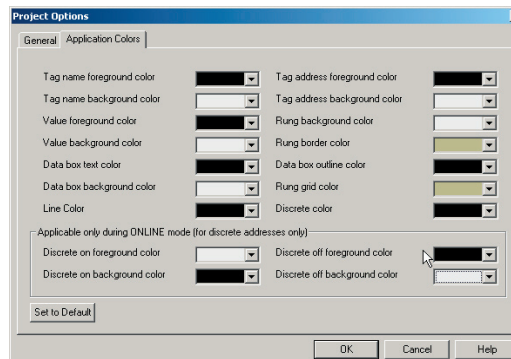 Project Options
General Application Colors
Tag name foreground color Tag address foreground color
Tag name background color Tag address background color
Value foreground color Rung background color
Value background color Rung border color
Data box text color Data box outline color
Data box background color Rung grid color
Line Color Discrete color
Applicable only during ONLINE mode (for discrete addresses only)
Discrete on foreground color Discrete off foreground color
Discrete on background color Discrete off background color
Set to Default
OK Cancel Help